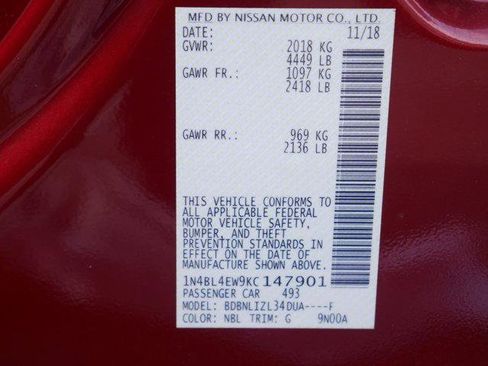 MFD BY NISSAN MOTOR CO., LTD.
DATE: 11/18
GVWR: 2018 KG
4449 LB
GAWR FR.: 1097 KG
2418 LB
GAWR RR.: 969 KG
2136 LB
THIS VEHICLE CONFORMS TO
ALL APPLICABLE FEDERAL
MOTOR VEHICLE SAFETY,
BUMPER, AND THEFT
PREVENTION STANDARDS IN
EFFECT ON THE DATE OF
MANUFACTURE SHOWN ABOVE.
1N4BL4EW9KC147901
PASSENGER CAR 493
MODEL: BDBNLIZL34DUA----F
COLOR: NBL TRIM: G 9N00A